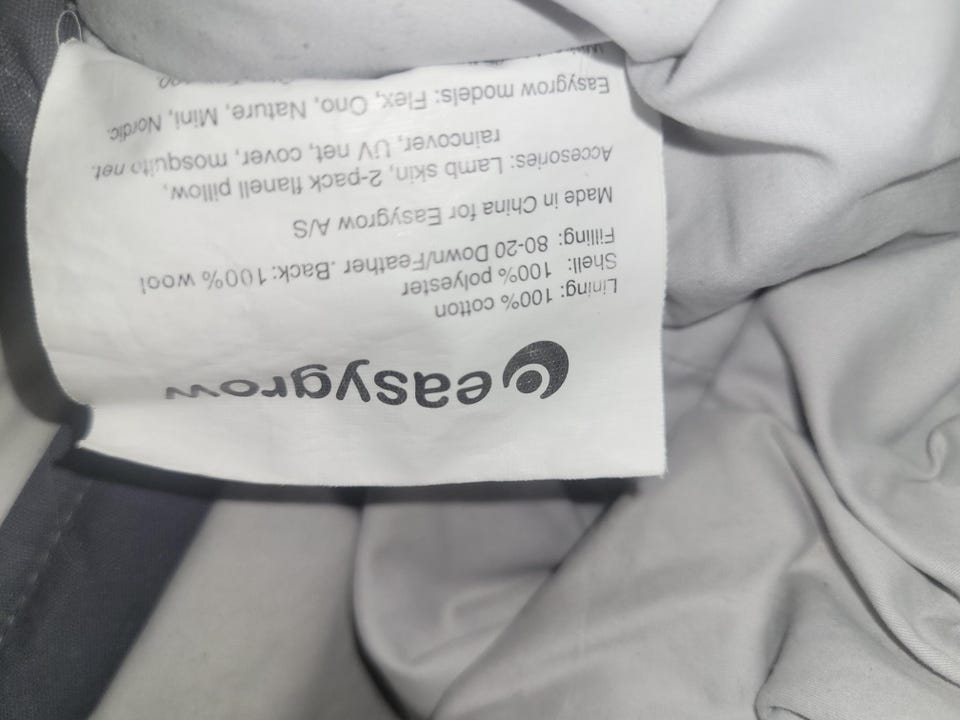 easygrow
Lining: 100% cotton
Shell: 100% polyester
Filling: 80-20 Down/Feather. Back: 100% wool
Made in China for Easygrow A/S
Accesories: Lamb skin, 2-pack flanell pillow,
raincover, UV net, cover, mosquito net.
Easygrow models: Flex, Ono, Nature, Mini, Nordic.